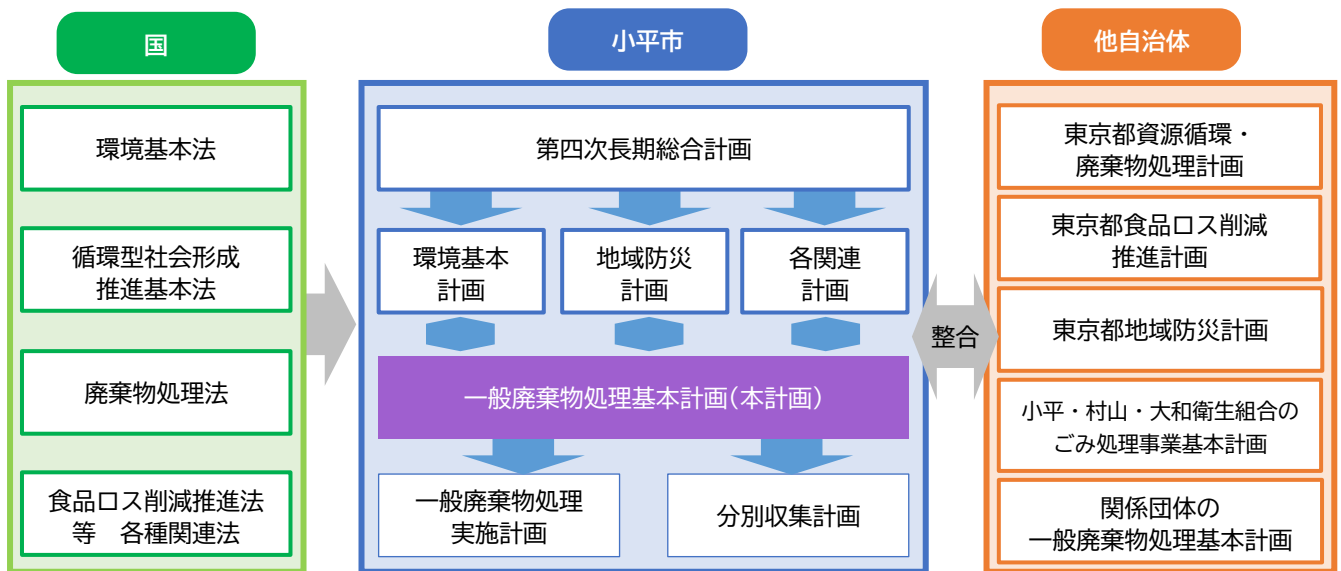 国
環境基本法
循環型社会形成
推進基本法
廃棄物処理法
食品ロス削減推進法
等　各種関連法
小平市
第四次長期総合計画
環境基本
計画
地域防災
計画
各関連
計画
一般廃棄物処理基本計画(本計画)
一般廃棄物処理
実施計画
分別収集計画
整合
他自治体
東京都資源循環・
廃棄物処理計画
東京都食品ロス削減
推進計画
東京都地域防災計画
小平・村山・大和衛生組合の
ごみ処理事業基本計画
関係団体の
一般廃棄物処理基本計画